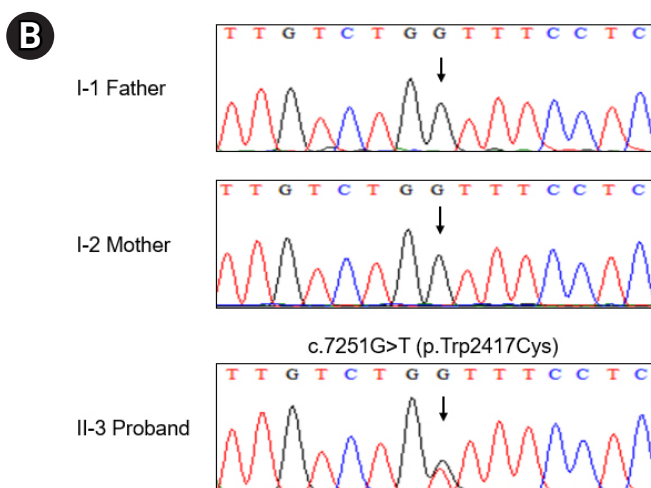 B
T T G T C T G G T T T C C T C
I-1 Father
T T G T C T G G T T T C C T C
I-2 Mother
c.7251G>T (p.Trp2417Cys)
T T G T C T G G T T T C C T C
II-3 Proband